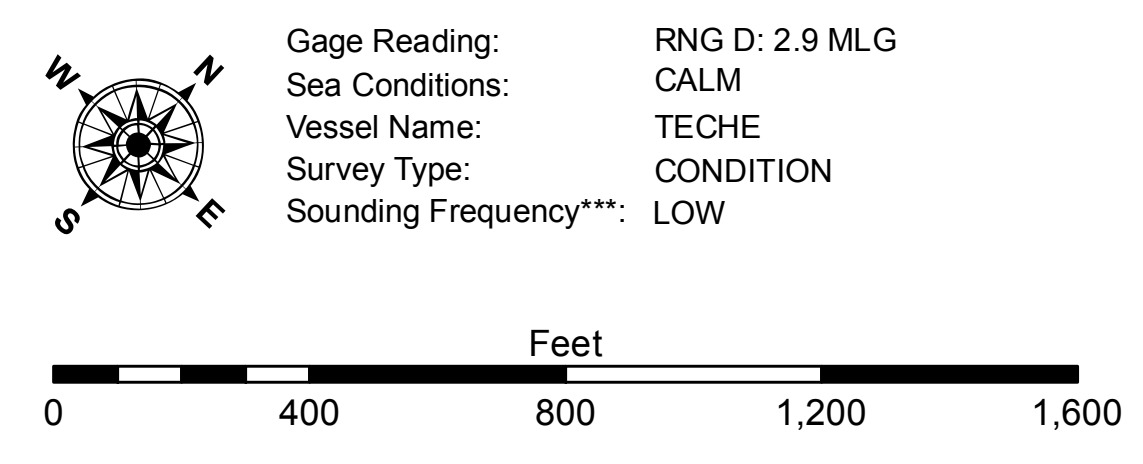 W N
S E
Gage Reading: RNG D: 2.9 MLG
Sea Conditions: CALM
Vessel Name: TECHE
Survey Type: CONDITION
Sounding Frequency***: LOW
Feet
0 400 800 1,200 1,600